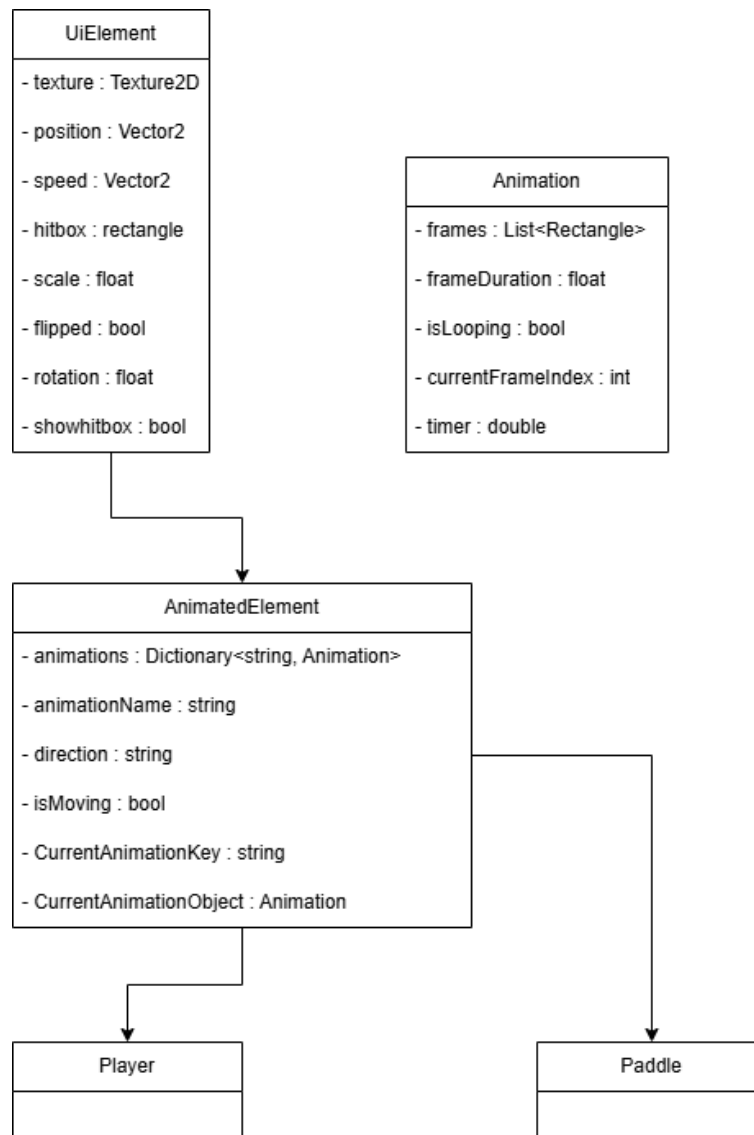 UiElement
- texture : Texture2D
- position : Vector2
- speed : Vector2
- hitbox : rectangle
- scale : float
- flipped : bool
- rotation : float
- showhitbox : bool
Animation
- frames : List<Rectangle>
- frameDuration : float
- isLooping : bool
- currentFrameIndex : int
- timer : double
AnimatedElement
- animations : Dictionary<string, Animation>
- animationName : string
- direction : string
- isMoving : bool
- CurrentAnimationKey : string
- CurrentAnimationObject : Animation
Player
Paddle